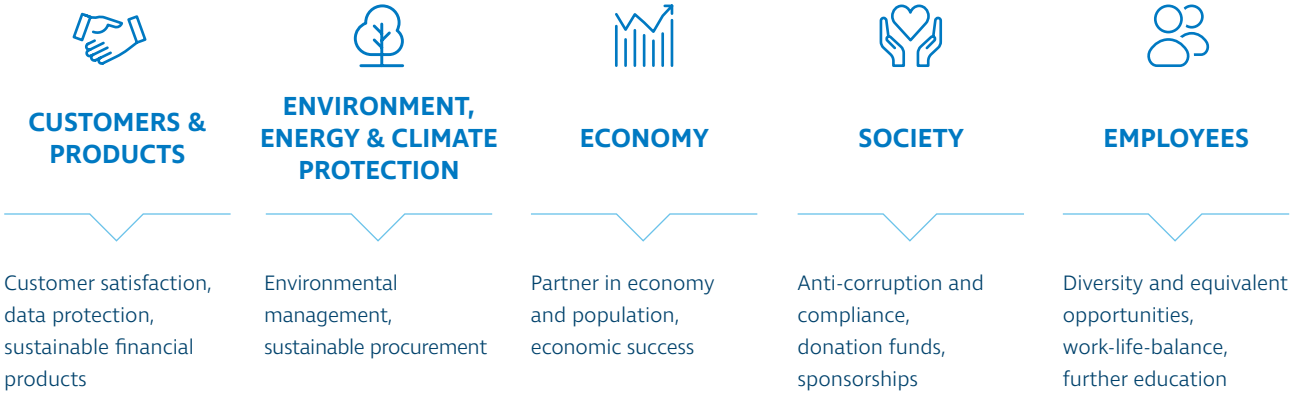 CUSTOMERS &
PRODUCTS
Customer satisfaction,
data protection,
sustainable financial
products
ENVIRONMENT,
ENERGY & CLIMATE
PROTECTION
Environmental
management,
sustainable procurement
ECONOMY
Partner in economy
and population,
economic success
SOCIETY
Anti-corruption and
compliance,
donation funds,
sponsorships
EMPLOYEES
Diversity and equivalent
opportunities,
work-life-balance,
further education